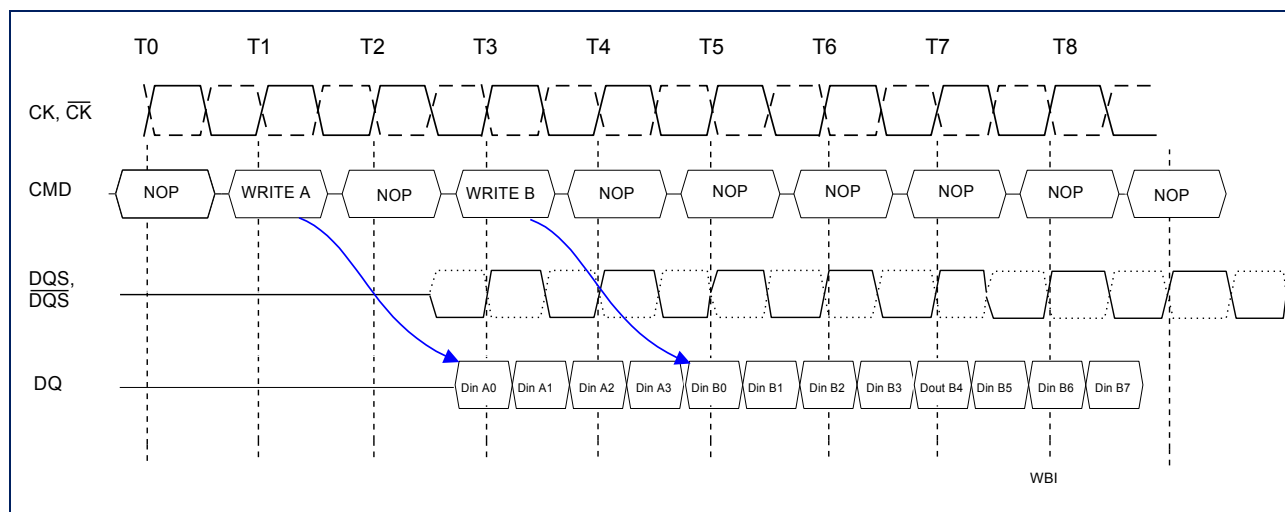 T0 T1 T2 T3 T4 T5 T6 T7 T8
CK, CK
CMD NOP WRITE A NOP WRITE B NOP NOP NOP NOP NOP NOP
DQS,
DQS
DQ Din A0 Din A1 Din A2 Din A3 Din B0 Din B1 Din B2 Din B3 Dout B4 Din B5 Din B6 Din B7
WBI